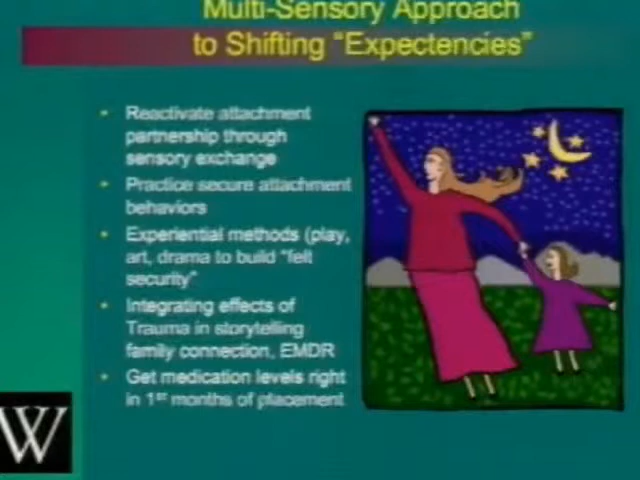 Multi-Sensory Approach
to Shifting "Expectencies"
• Reactivate attachment
partnership through
sensory exchange
• Practice secure attachment
behaviors
• Experiential methods (play,
art, drama to build "felt
security"
• Integrating effects of
Trauma in storytelling
family connection, EMDR
• Get medication levels right
in 1st months of placement
W